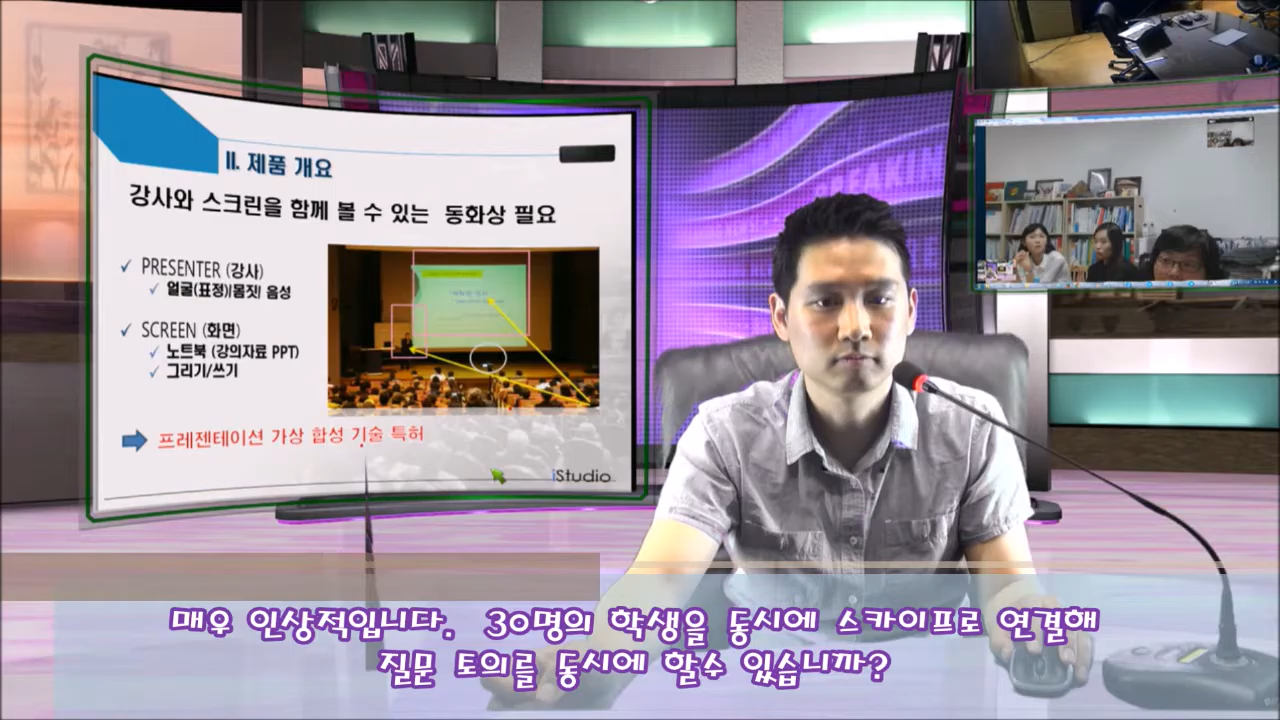 II. 제품 개요
강사와 스크린을 함께 볼 수 있는 동화상 필요
✓ PRESENTER (강사)
✓ 얼굴(표정)/몸짓/ 음성
✓ SCREEN (화면)
✓ 노트북 (강의자료 PPT)
✓ 그리기/쓰기
프레젠테이션 가상 합성 기술 특허
iStudio
BREAKIN
매우 인상적입니다. 30명의 학생을 동시에 스카이프로 연결해
질문 토의를 동시에 할수 있습니까?